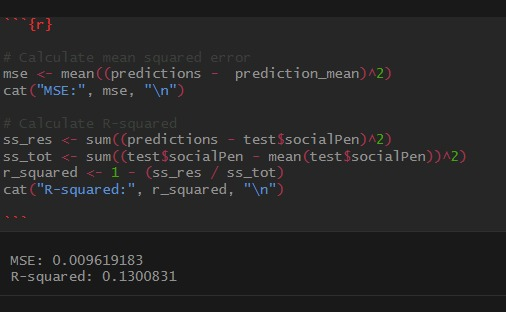 ```{r}
# Calculate mean squared error
mse <- mean((predictions -  prediction_mean)^2)
cat("MSE:", mse, "\n")
# Calculate R-squared
ss_res <- sum((predictions - test$socialPen)^2)
ss_tot <- sum((test$socialPen - mean(test$socialPen))^2)
r_squared <- 1 - (ss_res / ss_tot)
cat("R-squared:", r_squared, "\n")
```
MSE: 0.009619183
R-squared: 0.1300831